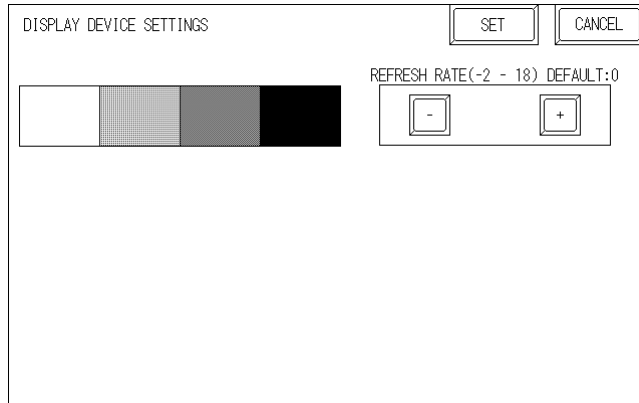 DISPLAY DEVICE SETTINGS
SET
CANCEL
REFRESH RATE(-2 - 18) DEFAULT:0
-
+